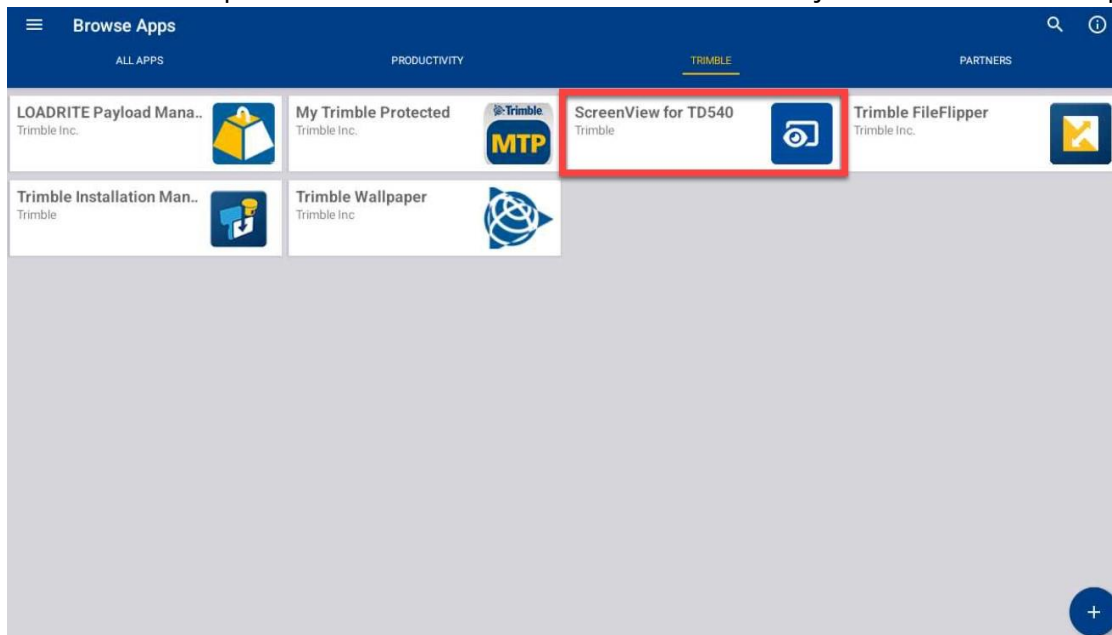 Browse Apps
ALL APPS
PRODUCTIVITY
TRIMBLE
PARTNERS
LOADRITE Payload Mana..
Trimble Inc.
My Trimble Protected
Trimble Inc.
Trimble
MTP
ScreenView for TD540
Trimble
Trimble FileFlipper
Trimble Inc.
Trimble Installation Man..
Trimble
Trimble Wallpaper
Trimble Inc